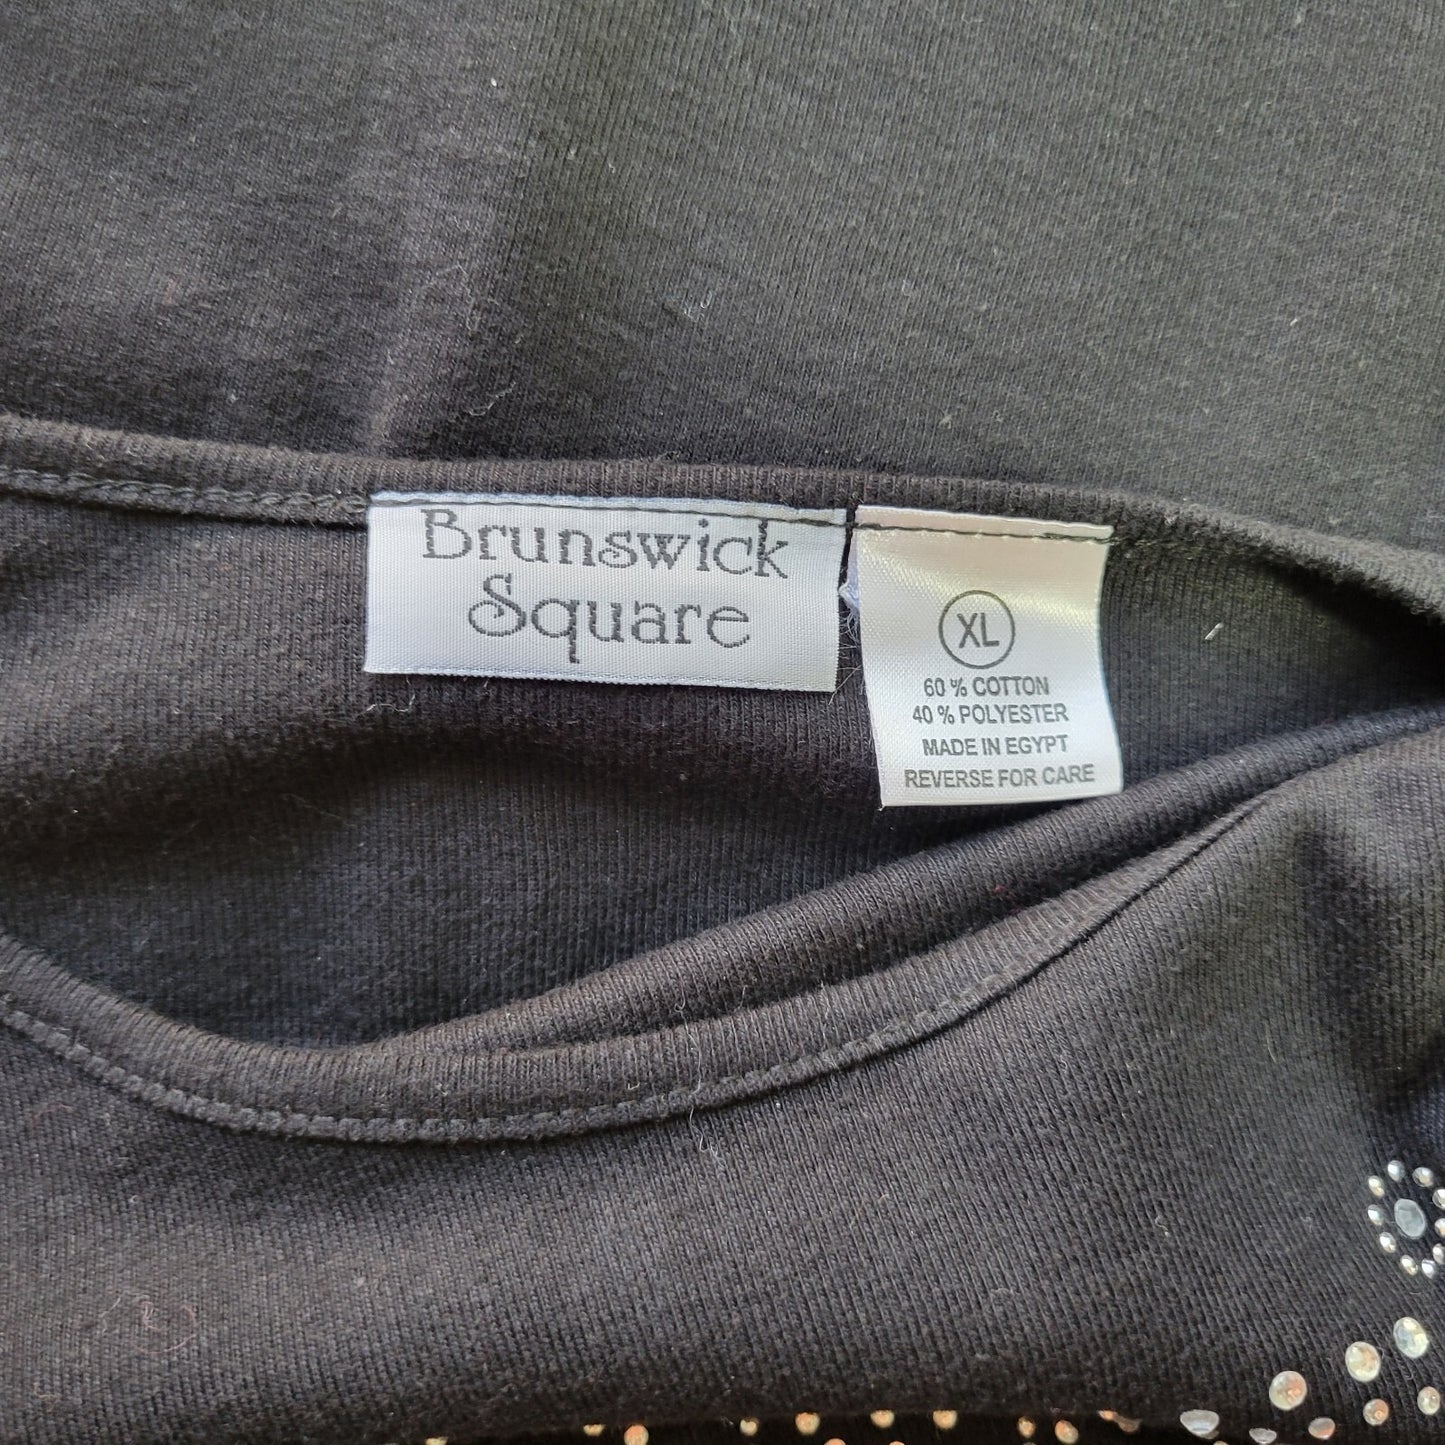 Brunswick
Square
XL
60 % COTTON
40 % POLYESTER
MADE IN EGYPT
REVERSE FOR CARE